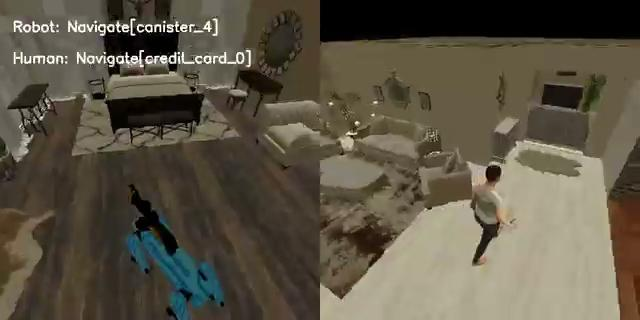 Robot: Navigate[canister_4]
Human: Navigate[credit_card_0]